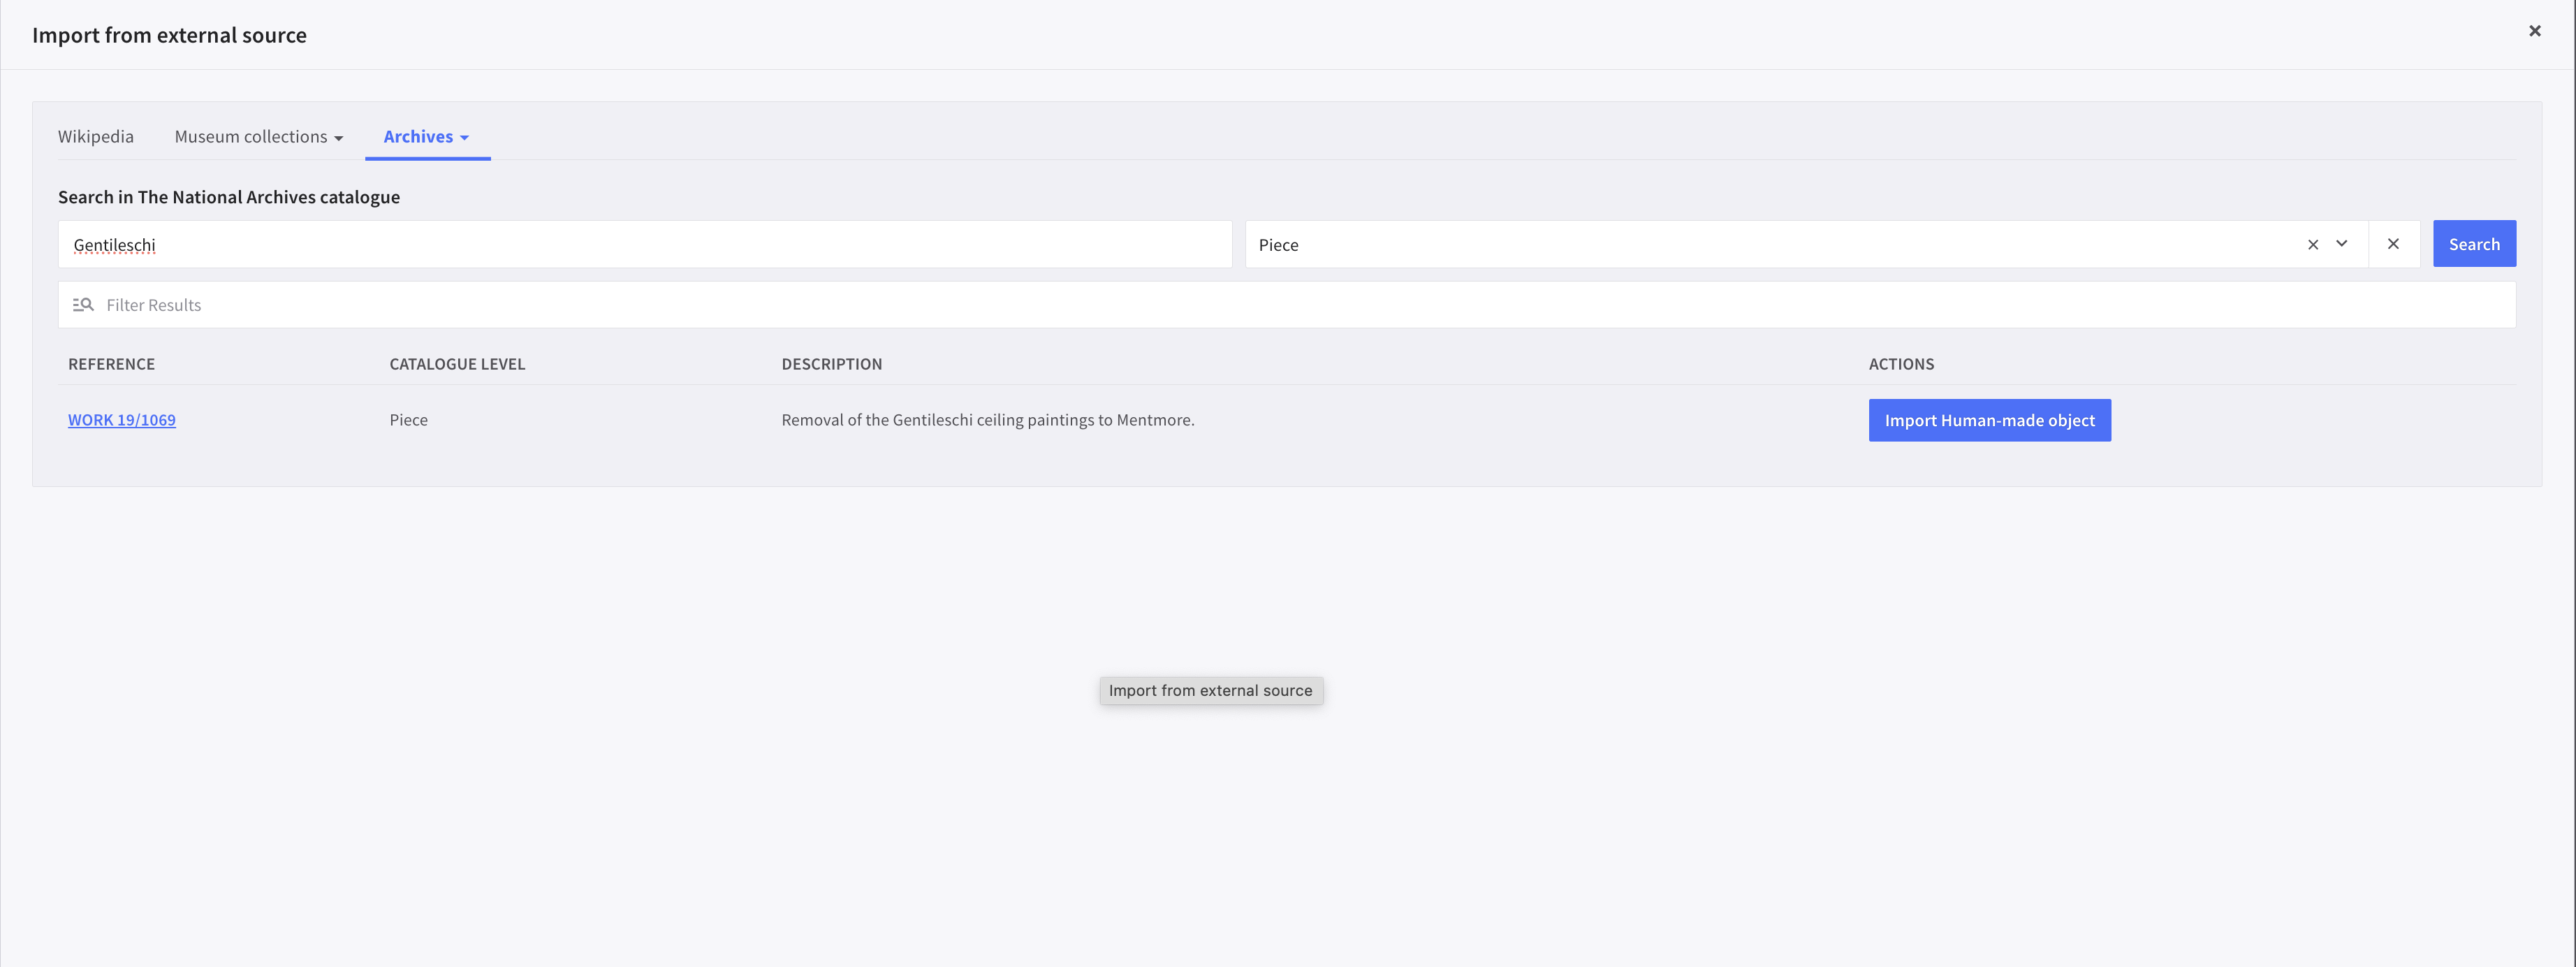 Import from external source
Wikipedia Museum collections Archives
Search in The National Archives catalogue
Gentileschi Piece Search
Filter Results
REFERENCE CATALOGUE LEVEL DESCRIPTION ACTIONS
WORK 19/1069 Piece Removal of the Gentileschi ceiling paintings to Mentmore. Import Human-made object
Import from external source